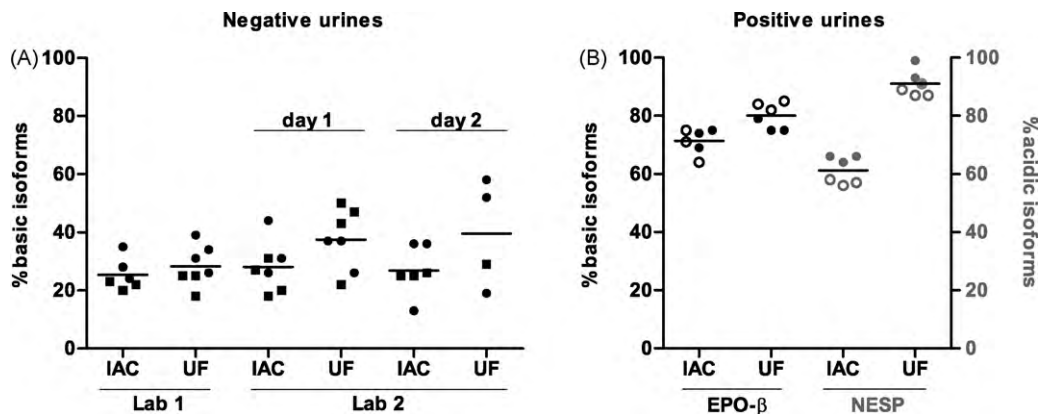 Negative urines
Positive urines
(A)
(B)
day 1
day 2
% basic isoforms
100
80
60
40
20
0
IAC
UF
IAC
UF
IAC
UF
Lab 1
Lab 2
% basic isoforms
100
80
60
40
20
0
100
80
60
40
20
0
% acidic isoforms
IAC
UF
IAC
UF
EPO-β
NESP